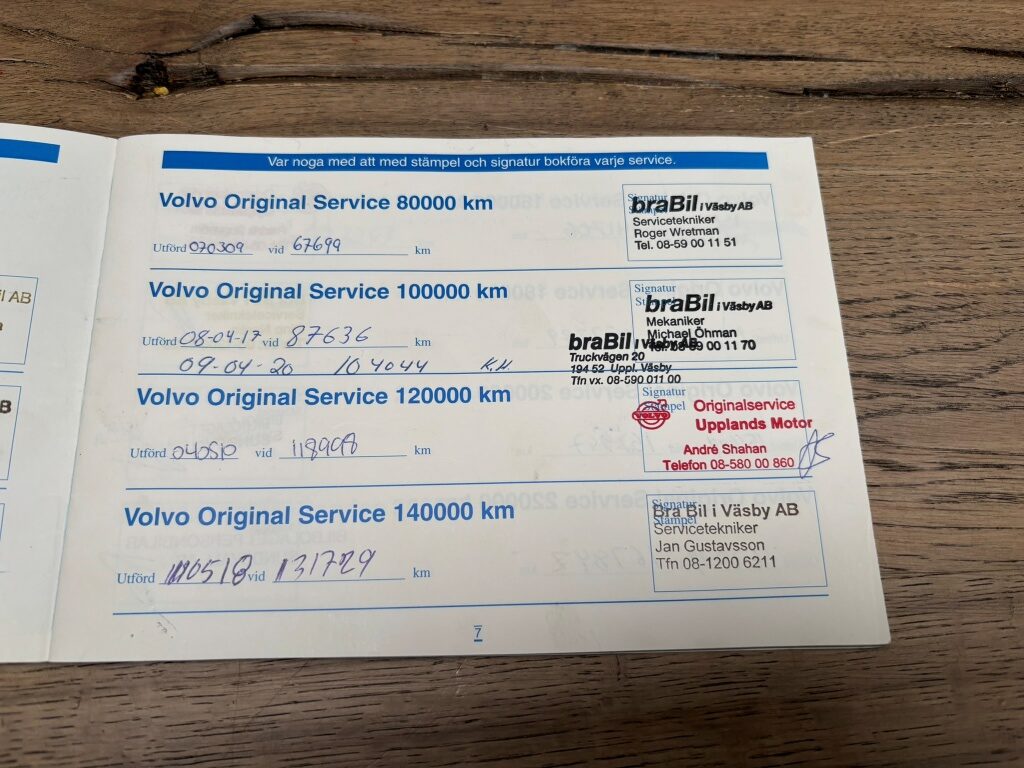 Var noga med att med stämpel och signatur bokföra varje service.
Volvo Original Service 80000 km
Utförd 070309 vid 67699 km
Signatur
braBil i Väsby AB
Servicetekniker
Roger Wretman
Tel. 08-59 00 11 51
Volvo Original Service 100000 km
Utförd 08-04-17 vid 87636 km
09-04-20 104044 K.H.
Signatur
Stämpel
braBil i Väsby AB
Mekaniker
Michael Öhman
Tel. 08-59 00 11 70
braBil i Väsby AB
Truckvägen 20
194 52 Uppl. Väsby
Tfn vx. 08-590 011 00
Volvo Original Service 120000 km
Utförd vid km
Signatur
Stämpel
VOLVO
Originalservice
Upplands Motor
André Shahan
Telefon 08-580 00 860
Volvo Original Service 140000 km
Utförd 110518 vid 131729 km
Signatur
Stämpel
Bra Bil i Väsby AB
Servicetekniker
Jan Gustavsson
Tfn 08-1200 6211
7
il AB
B